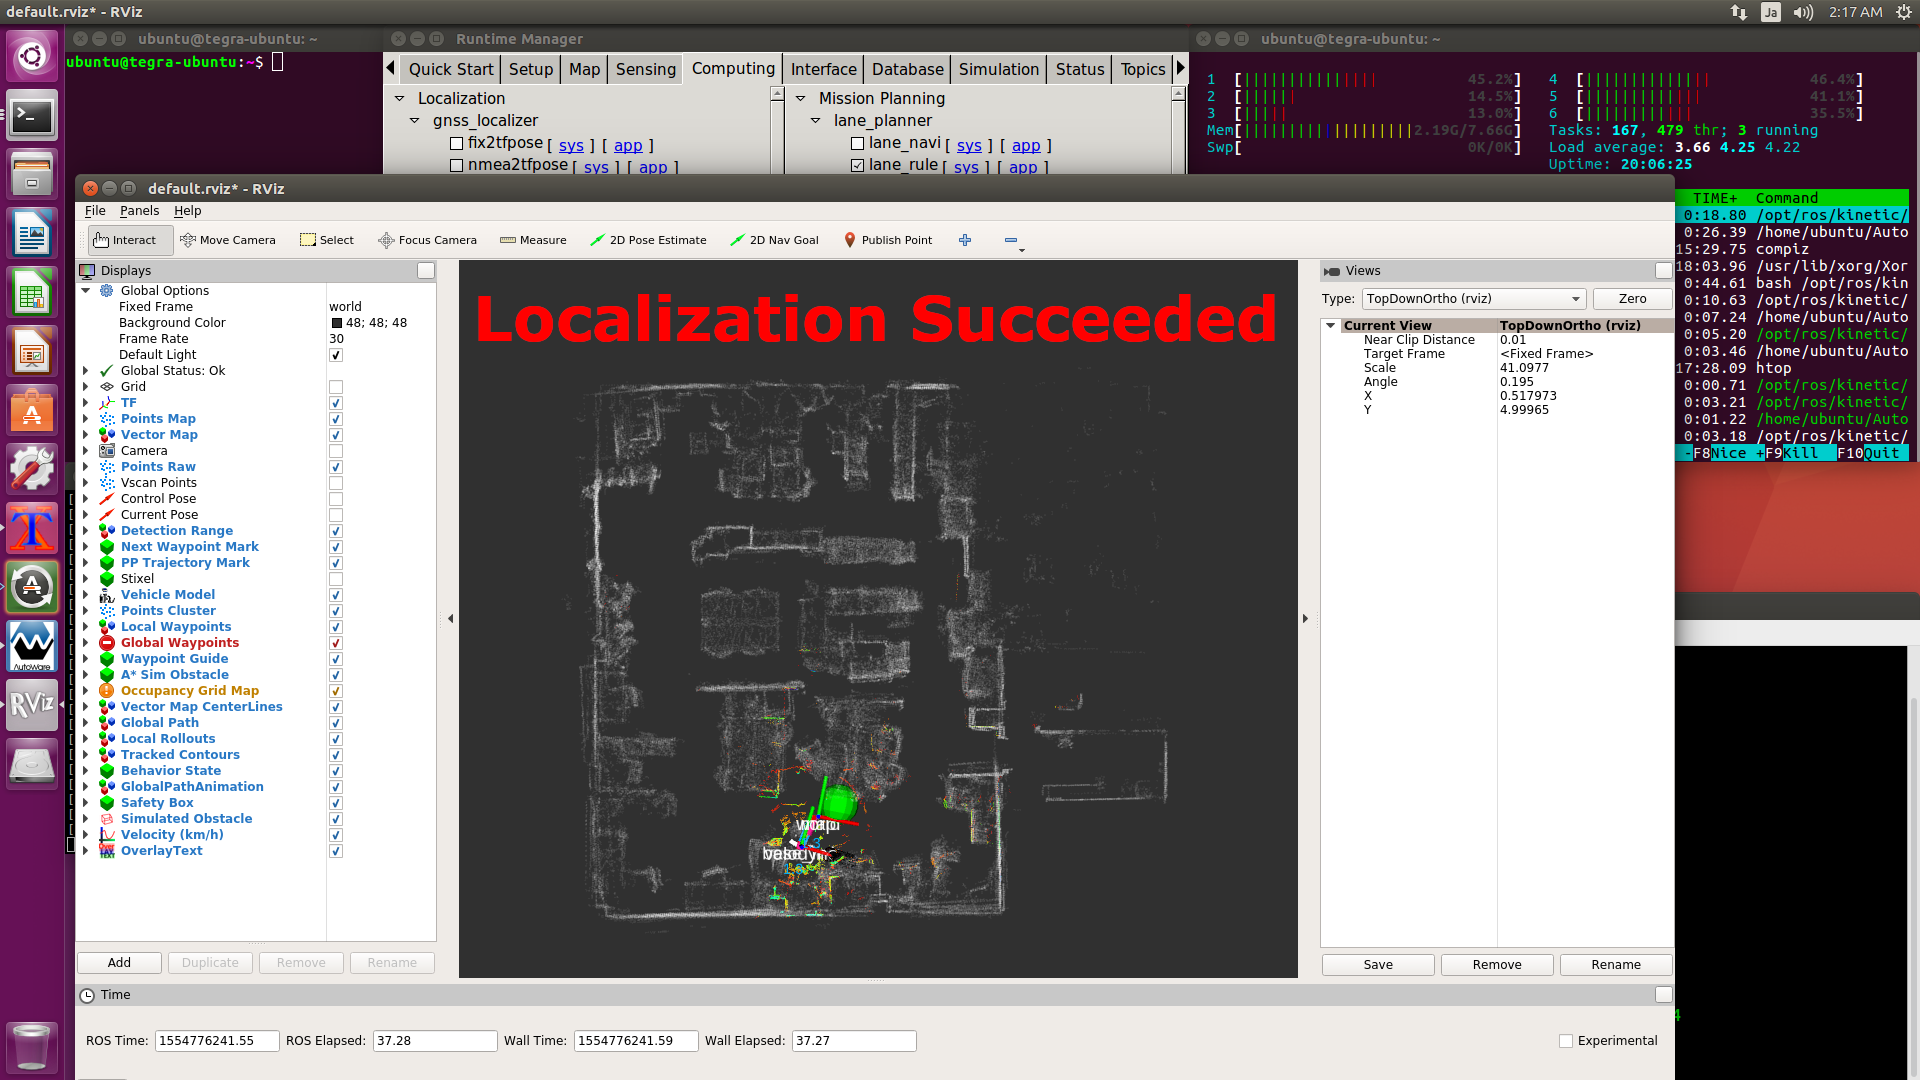 default.rviz* - RViz
Ja
2:17 AM
ubuntu@tegra-ubuntu: ~
Runtime Manager
ubuntu@tegra-ubuntu: ~
ubuntu@tegra-ubuntu:~$
Quick Start
Setup
Map
Sensing
Computing
Interface
Database
Simulation
Status
Topics
Localization
gnss_localizer
fix2tfpose [ sys ] [ app ]
nmea2tfpose [ sys ] [ app ]
Mission Planning
lane_planner
lane_navi [ sys ] [ app ]
lane_rule [ sys ] [ app ]
1 [ 45.2%] 4 [ 46.4%]
2 [ 14.5%] 5 [ 41.1%]
3 [ 13.0%] 6 [ 35.5%]
Mem[ 2.19G/7.66G] Tasks: 167, 479 thr; 3 running
Swp[ 0K/0K] Load average: 3.66 4.25 4.22
Uptime: 20:06:25
TIME+ Command
0:18.80 /opt/ros/kinetic/
0:26.39 /home/ubuntu/Auto
15:29.75 compiz
18:03.96 /usr/lib/xorg/Xor
0:44.61 bash /opt/ros/kin
0:10.63 /opt/ros/kinetic/
0:07.24 /home/ubuntu/Auto
0:05.20 /opt/ros/kinetic/
0:03.46 /home/ubuntu/Auto
17:28.09 htop
0:00.71 /opt/ros/kinetic/
0:03.21 /opt/ros/kinetic/
0:01.22 /home/ubuntu/Auto
0:03.18 /opt/ros/kinetic/
-F8Nice +F9Kill F10Quit
default.rviz* - RViz
File Panels Help
Interact
Move Camera
Select
Focus Camera
Measure
2D Pose Estimate
2D Nav Goal
Publish Point
Displays
Global Options
Fixed Frame world
Background Color 48; 48; 48
Frame Rate 30
Default Light
Global Status: Ok
Grid
TF
Points Map
Vector Map
Camera
Points Raw
Vscan Points
Control Pose
Current Pose
Detection Range
Next Waypoint Mark
PP Trajectory Mark
Stixel
Vehicle Model
Points Cluster
Local Waypoints
Global Waypoints
Waypoint Guide
A* Sim Obstacle
Occupancy Grid Map
Vector Map CenterLines
Global Path
Local Rollouts
Tracked Contours
Behavior State
GlobalPathAnimation
Safety Box
Simulated Obstacle
Velocity (km/h)
OverlayText
Add
Duplicate
Remove
Rename
Localization Succeeded
Views
Type: TopDownOrtho (rviz)
Zero
Current View TopDownOrtho (rviz)
Near Clip Distance 0.01
Target Frame <Fixed Frame>
Scale 41.0977
Angle 0.195
X 0.517973
Y 4.99965
Save
Remove
Rename
Time
ROS Time: 1554776241.55
ROS Elapsed: 37.28
Wall Time: 1554776241.59
Wall Elapsed: 37.27
Experimental
AutoWare
RViz